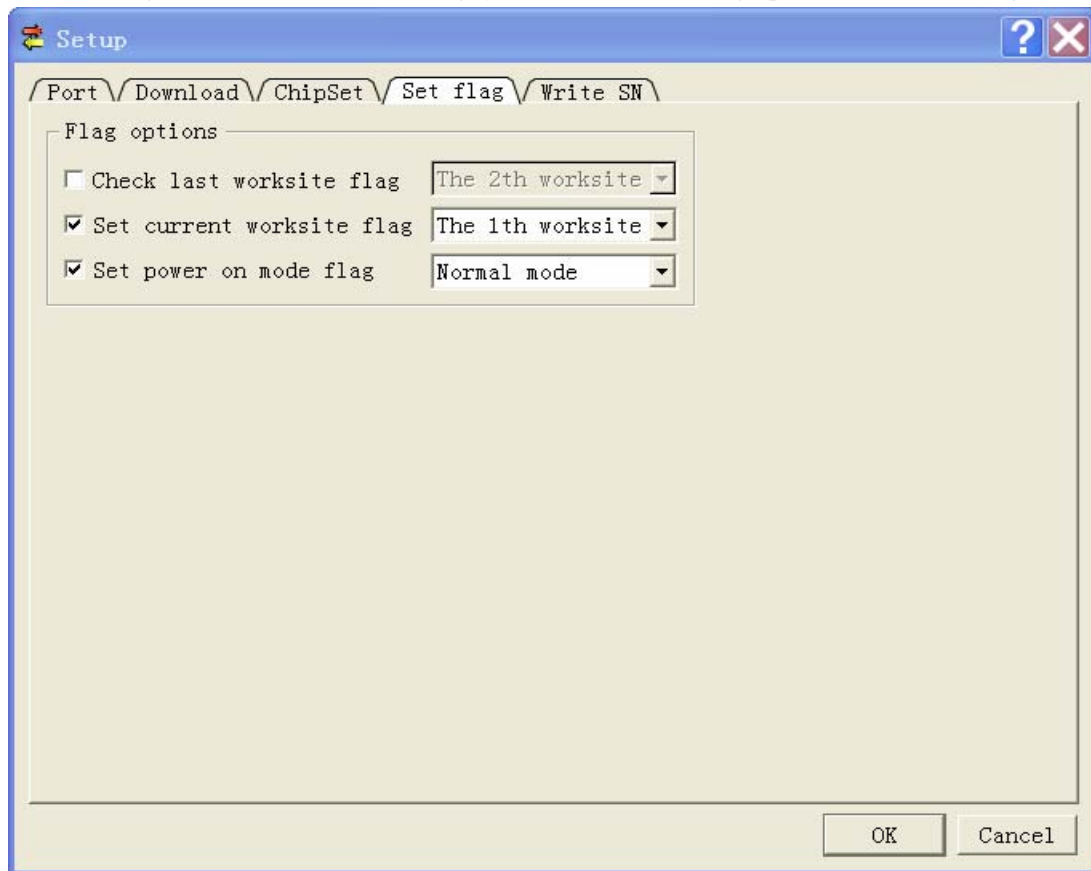 Setup
Port Download ChipSet Set flag Write SN
Flag options
Check last worksite flag The 2th worksite
Set current worksite flag The 1th worksite
Set power on mode flag Normal mode
OK Cancel